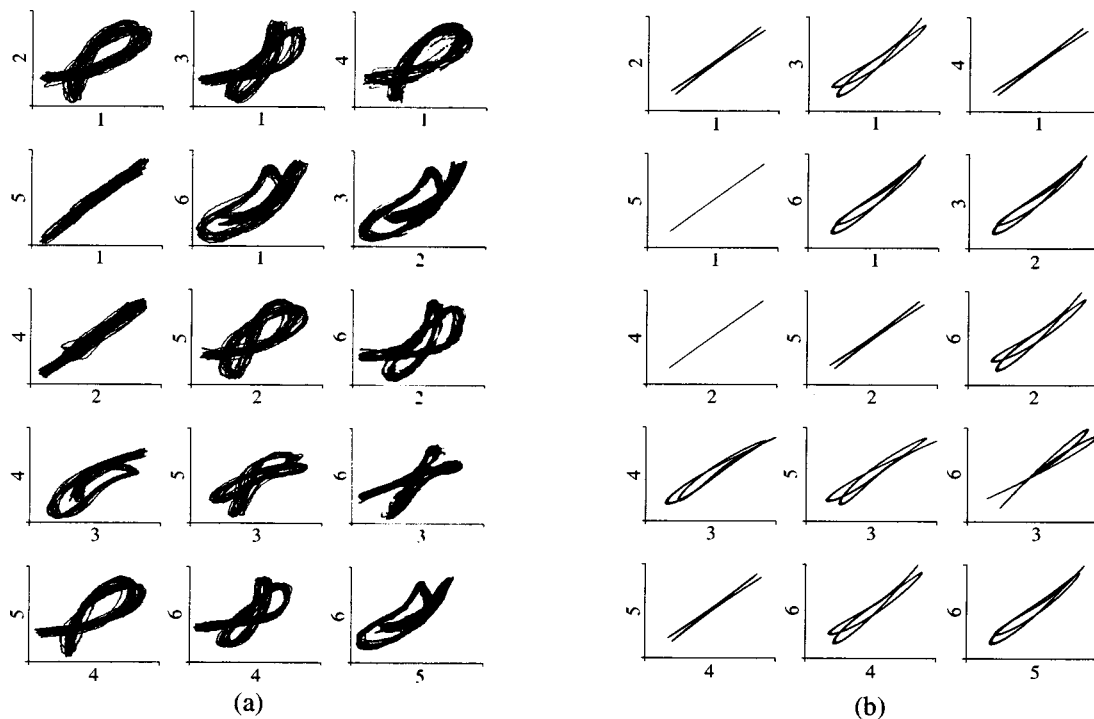 2 3 4 2 3 4
1 1 1 1 1 1
5 6 3 5 6 3
1 1 2 1 1 2
4 5 6 4 5 6
2 2 2 2 2 2
4 5 6 4 5 6
3 3 3 3 3 3
5 6 6 5 6 6
4 4 5 4 4 5
(a) (b)